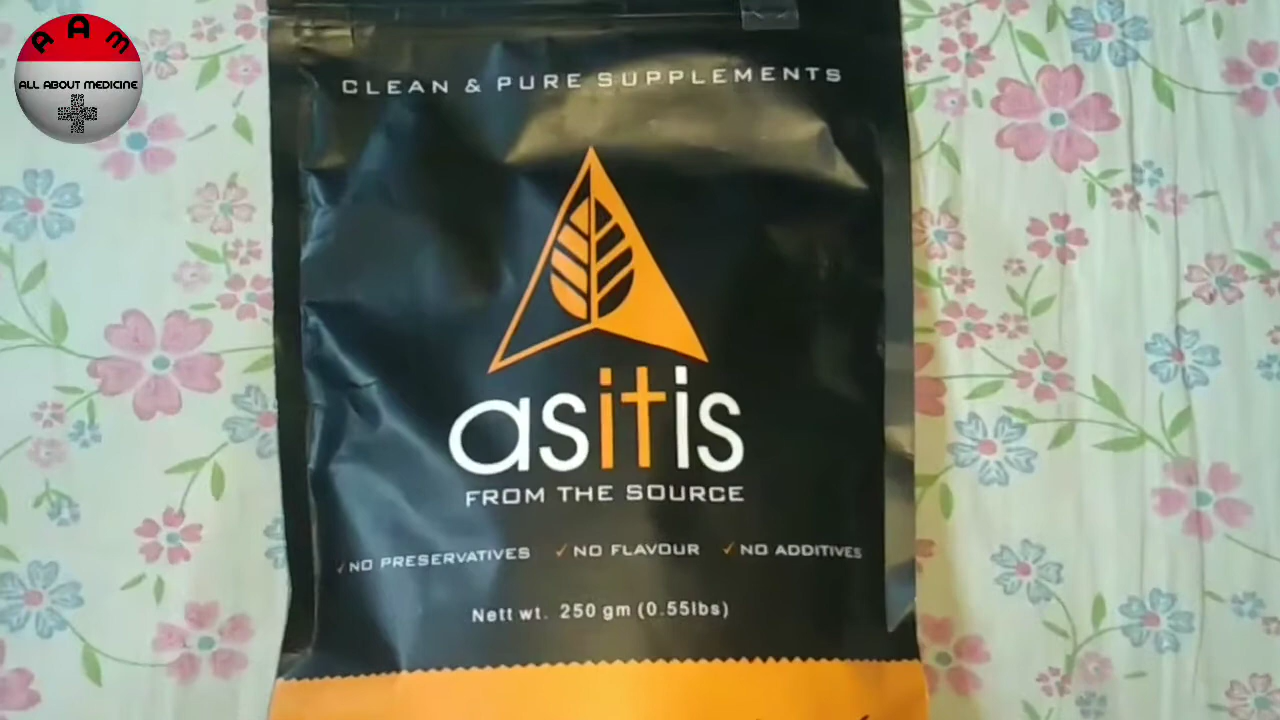 AAM
ALL ABOUT MEDICINE
CLEAN & PURE SUPPLEMENTS
asitis
FROM THE SOURCE
✓NO PRESERVATIVES ✓NO FLAVOUR ✓NO ADDITIVES
Nett wt. 250 gm (0.55lbs)